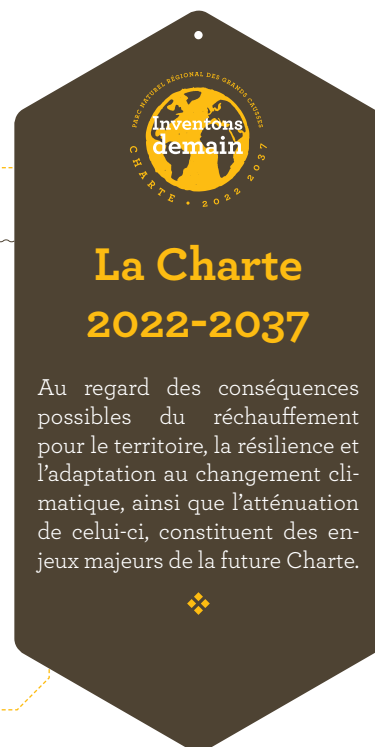 PARC NATUREL RÉGIONAL DES GRANDS CAUSSES
Inventons
demain
CHARTE • 2022 2037
La Charte
2022-2037
Au regard des conséquences
possibles du réchauffement
pour le territoire, la résilience et
l'adaptation au changement cli-
matique, ainsi que l'atténuation
de celui-ci, constituent des en-
jeux majeurs de la future Charte.